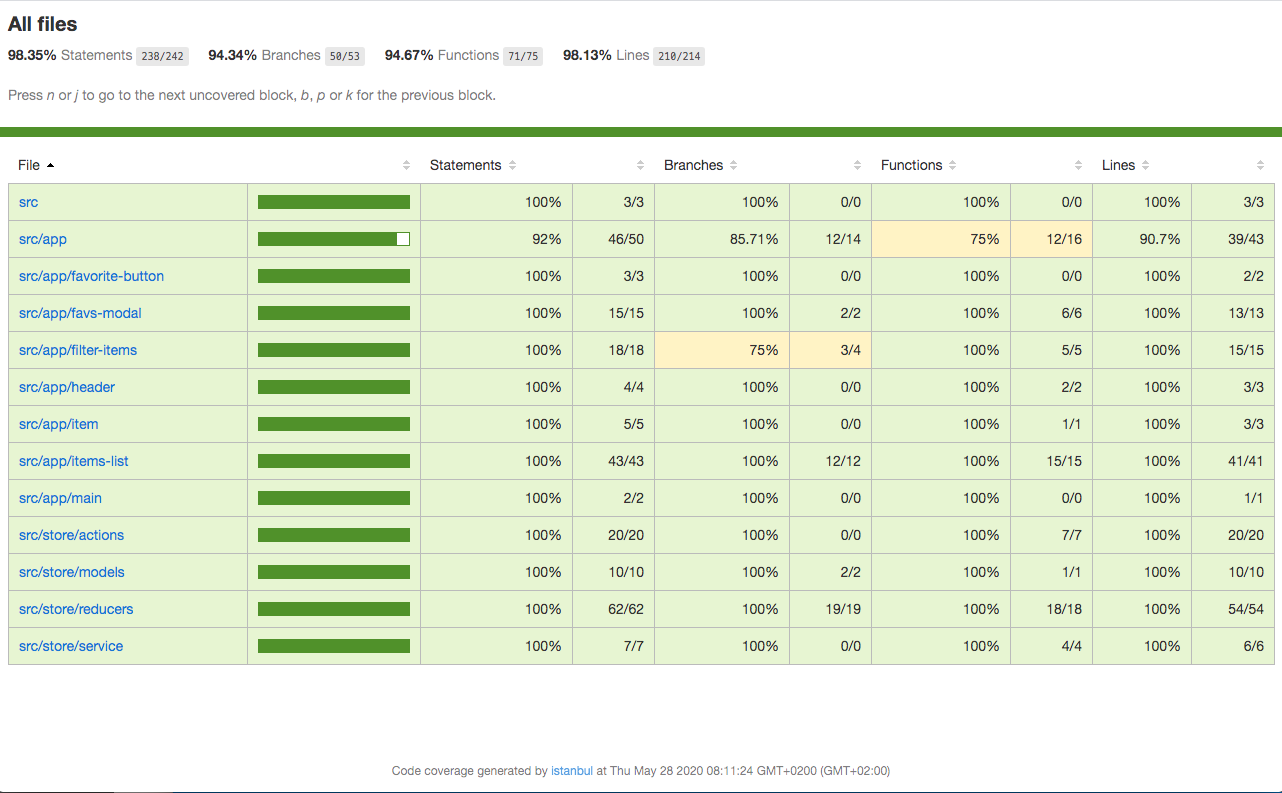 All files
98.35% Statements 238/242 94.34% Branches 50/53 94.67% Functions 71/75 98.13% Lines 210/214
Press n or j to go to the next uncovered block, b, p or k for the previous block.
File Statements Branches Functions Lines
src 100% 3/3 100% 0/0 100% 0/0 100% 3/3
src/app 92% 46/50 85.71% 12/14 75% 12/16 90.7% 39/43
src/app/favorite-button 100% 3/3 100% 0/0 100% 0/0 100% 2/2
src/app/favs-modal 100% 15/15 100% 2/2 100% 6/6 100% 13/13
src/app/filter-items 100% 18/18 75% 3/4 100% 5/5 100% 15/15
src/app/header 100% 4/4 100% 0/0 100% 2/2 100% 3/3
src/app/item 100% 5/5 100% 0/0 100% 1/1 100% 3/3
src/app/items-list 100% 43/43 100% 12/12 100% 15/15 100% 41/41
src/app/main 100% 2/2 100% 0/0 100% 0/0 100% 1/1
src/store/actions 100% 20/20 100% 0/0 100% 7/7 100% 20/20
src/store/models 100% 10/10 100% 2/2 100% 1/1 100% 10/10
src/store/reducers 100% 62/62 100% 19/19 100% 18/18 100% 54/54
src/store/service 100% 7/7 100% 0/0 100% 4/4 100% 6/6
Code coverage generated by istanbul at Thu May 28 2020 08:11:24 GMT+0200 (GMT+02:00)